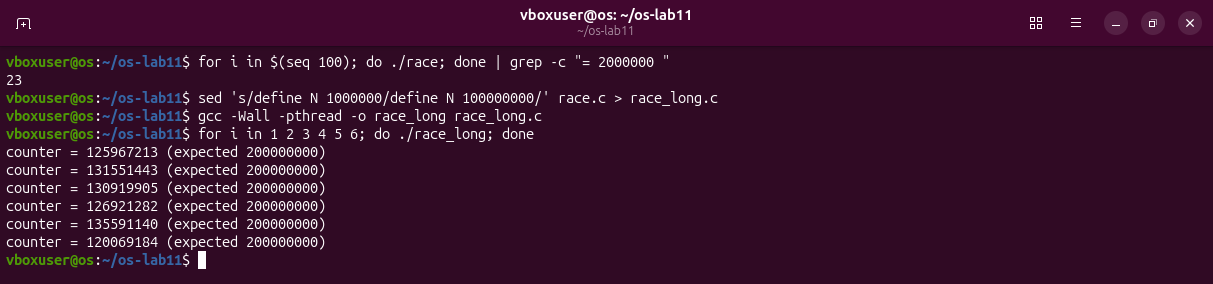 vboxuser@os: ~/os-lab11
~/os-lab11
vboxuser@os:~/os-lab11$ for i in $(seq 100); do ./race; done | grep -c "= 2000000 "
23
vboxuser@os:~/os-lab11$ sed 's/define N 1000000/define N 100000000/' race.c > race_long.c
vboxuser@os:~/os-lab11$ gcc -Wall -pthread -o race_long race_long.c
vboxuser@os:~/os-lab11$ for i in 1 2 3 4 5 6; do ./race_long; done
counter = 125967213 (expected 200000000)
counter = 131551443 (expected 200000000)
counter = 130919905 (expected 200000000)
counter = 126921282 (expected 200000000)
counter = 135591140 (expected 200000000)
counter = 120069184 (expected 200000000)
vboxuser@os:~/os-lab11$